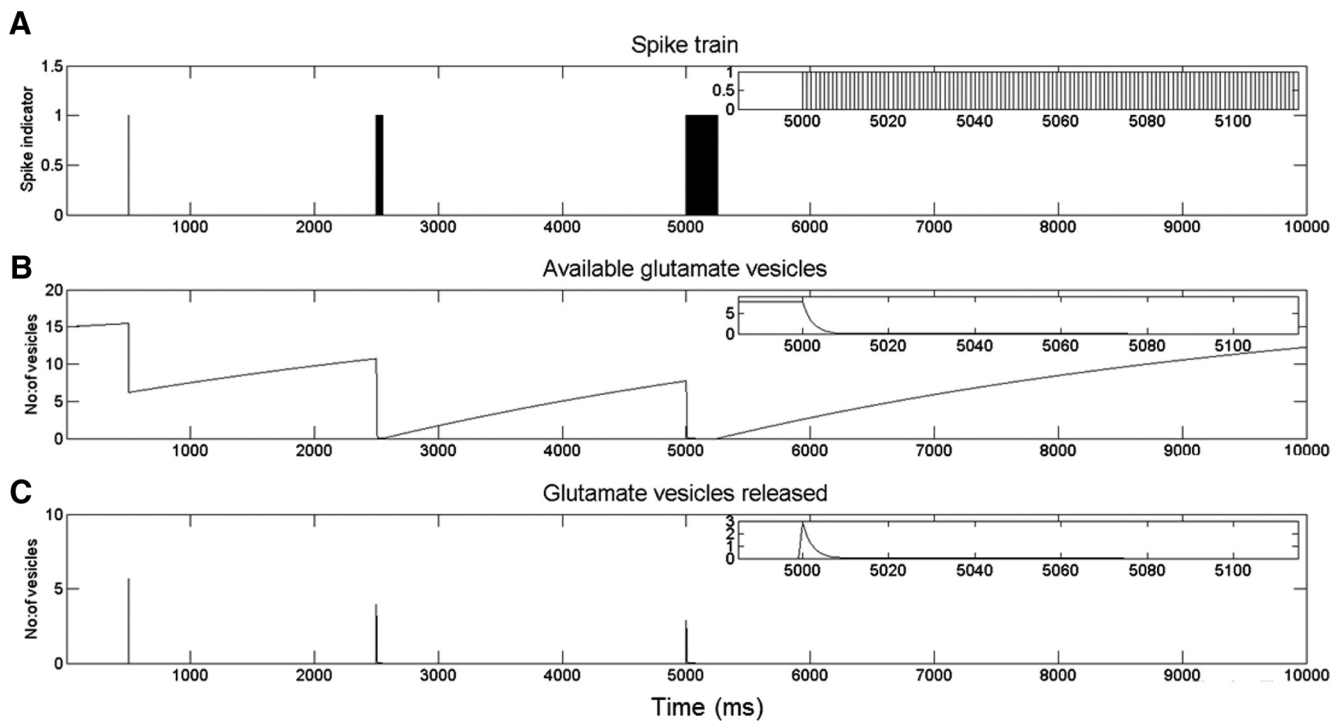 A
Spike train
1.5
1
0.5
0
Spike indicator
1
0.5
0
5000 5020 5040 5060 5080 5100
1000 2000 3000 4000 5000 6000 7000 8000 9000 10000
B
Available glutamate vesicles
20
15
10
5
0
No:of vesicles
5
0
5000 5020 5040 5060 5080 5100
1000 2000 3000 4000 5000 6000 7000 8000 9000 10000
C
Glutamate vesicles released
10
5
0
No:of vesicles
3
2
1
0
5000 5020 5040 5060 5080 5100
1000 2000 3000 4000 5000 6000 7000 8000 9000 10000
Time (ms)